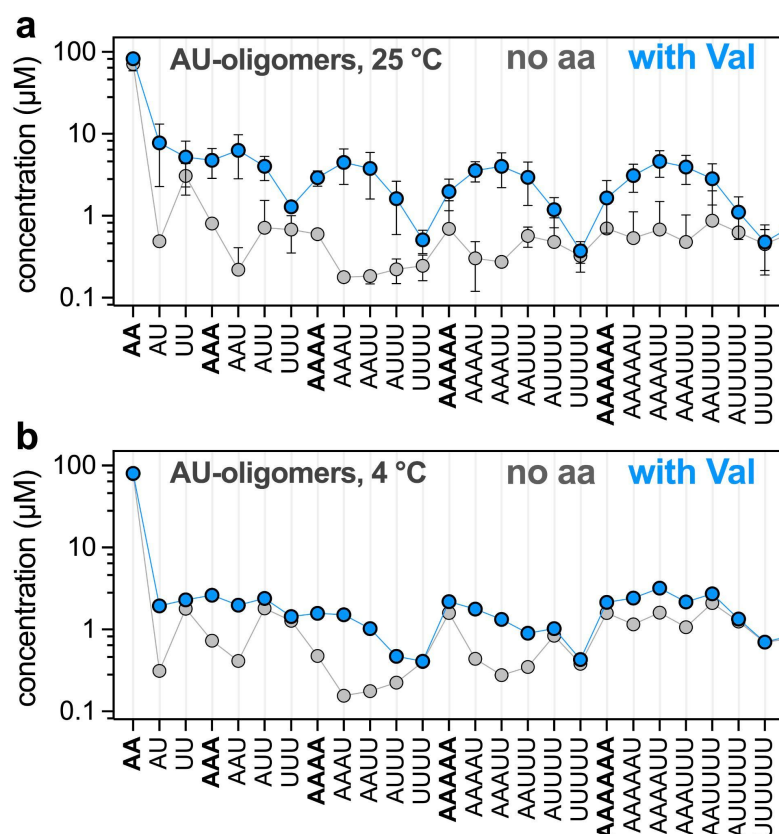 a
AU-oligomers, 25 °C no aa with Val
concentration (µM)
100
10
1
0.1
AA
AU
UU
AAA
AAU
AUU
UUU
AAAA
AAAU
AAUU
AUUU
UUUU
AAAAA
AAAAU
AAAUU
AAUUU
AUUUU
UUUUU
AAAAAA
AAAAAU
AAAAUU
AAAUUU
AAUUUU
AUUUUU
UUUUUU
b
AU-oligomers, 4 °C no aa with Val
concentration (µM)
100
10
1
0.1
AA
AU
UU
AAA
AAU
AUU
UUU
AAAA
AAAU
AAUU
AUUU
UUUU
AAAAA
AAAAU
AAAUU
AAUUU
AUUUU
UUUUU
AAAAAA
AAAAAU
AAAAUU
AAAUUU
AAUUUU
AUUUUU
UUUUUU